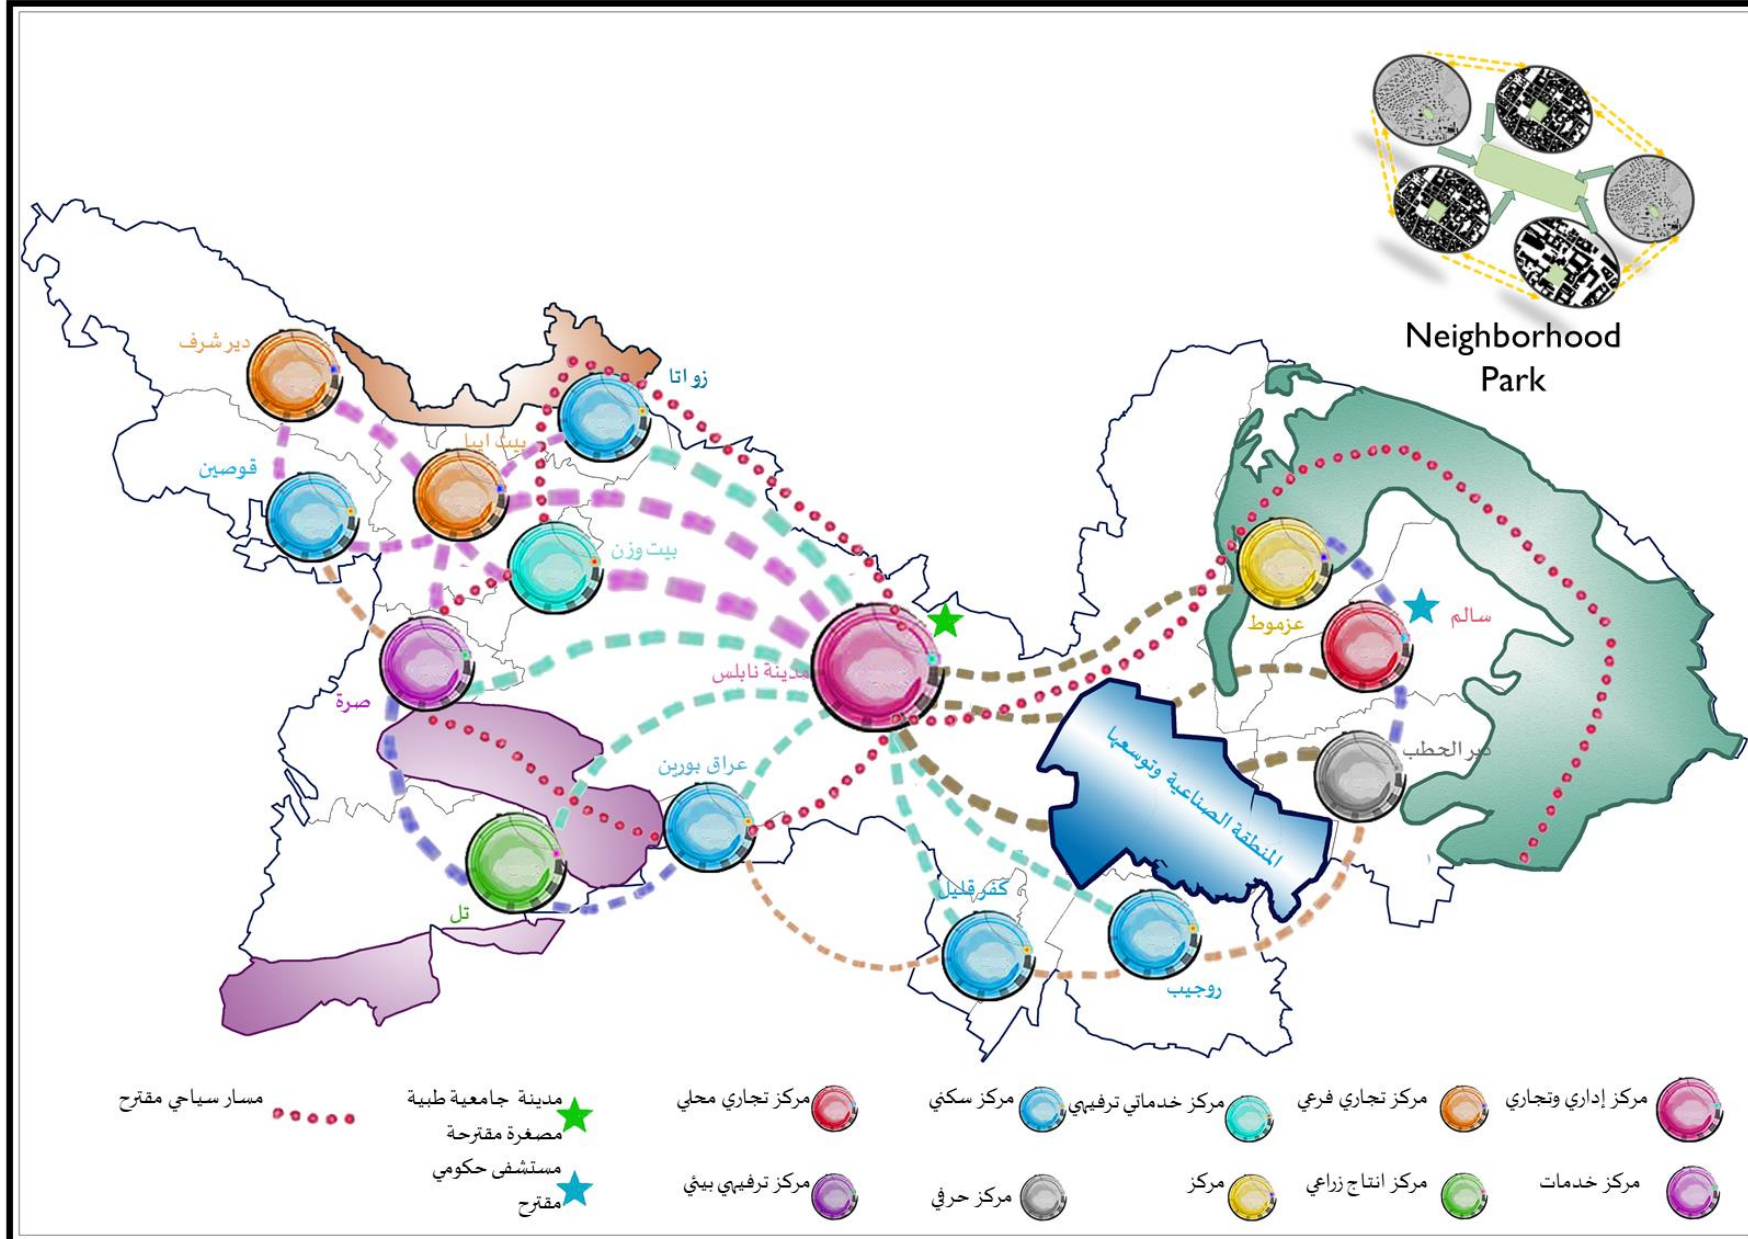 Neighborhood
Park
دير شرف
زواتا
بيت ايبا
قوصين
بيت وزن
عزموط
سالم
مدينة نابلس
صرة
دير الحطب
المنطقة الصناعية وتوسعها
عراق بورين
كفر قليل
تل
روجيب
مركز إداري وتجاري
مركز تجاري فرعي
مركز خدماتي ترفيهي
مركز سكني
مركز تجاري محلي
مدينة جامعية طبية
مصغرة مقترحة
مسار سياحي مقترح
مركز خدمات
مركز انتاج زراعي
مركز
مركز حرفي
مركز ترفيهي بيئي
مستشفى حكومي
مقترح